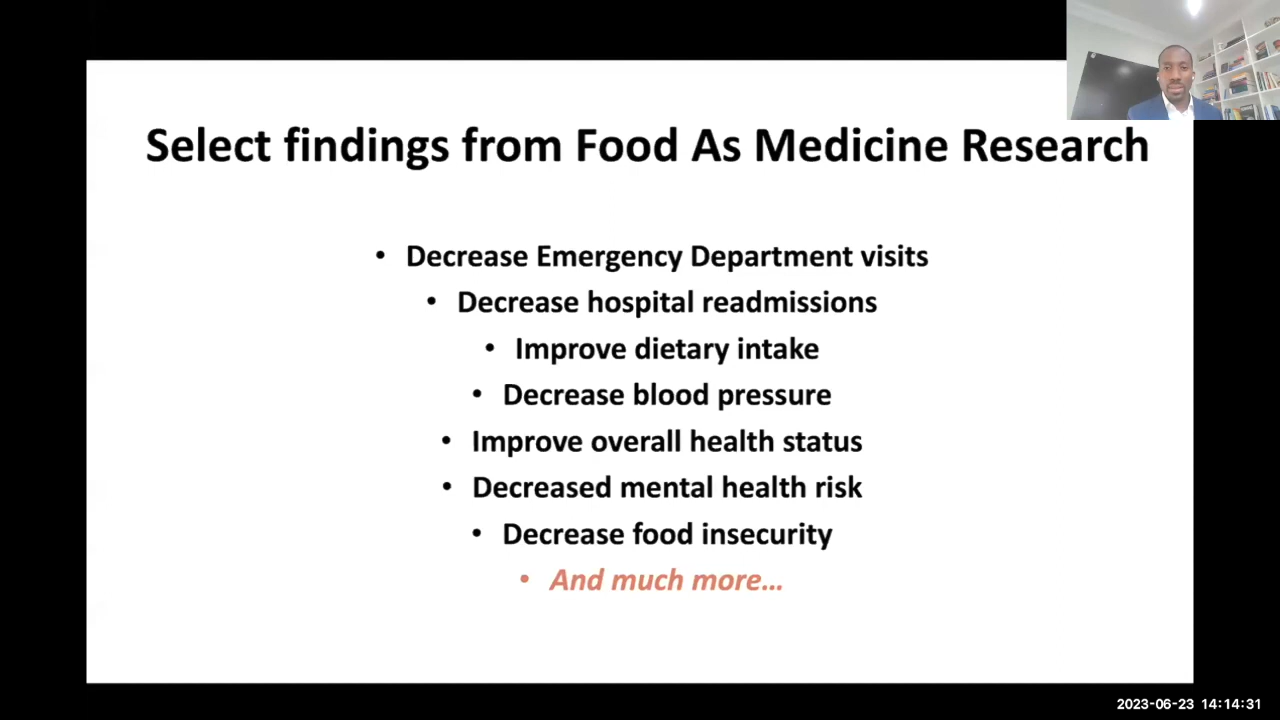 Select findings from Food As Medicine Research
• Decrease Emergency Department visits
• Decrease hospital readmissions
• Improve dietary intake
• Decrease blood pressure
• Improve overall health status
• Decreased mental health risk
• Decrease food insecurity
• And much more...
2023-06-23 14:14:31